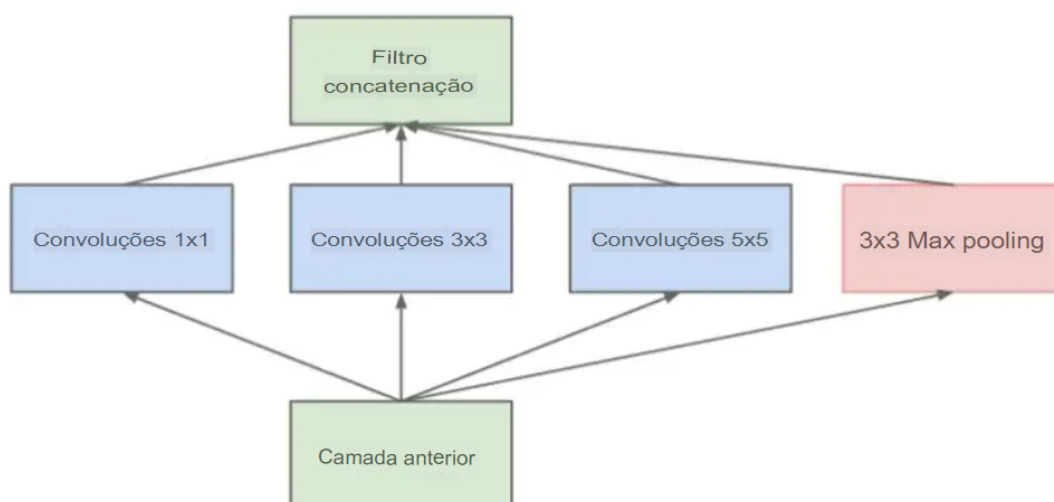 Filtro
concatenação
Convoluções 1x1
Convoluções 3x3
Convoluções 5x5
3x3 Max pooling
Camada anterior